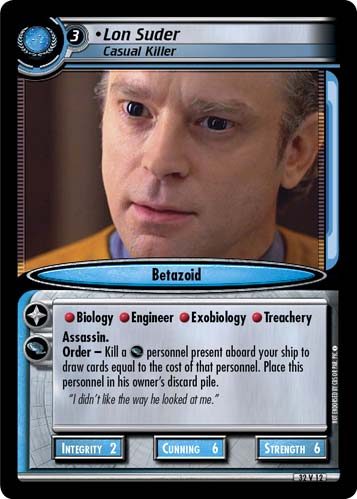 3
•Lon Suder
Casual Killer
Betazoid
Biology Engineer Exobiology Treachery
Assassin.
Order – Kill a personnel present aboard your ship to
draw cards equal to the cost of that personnel. Place this
personnel in his owner's discard pile.
"I didn't like the way he looked at me."
INTEGRITY 2 CUNNING 6 STRENGTH 6
32 V 12